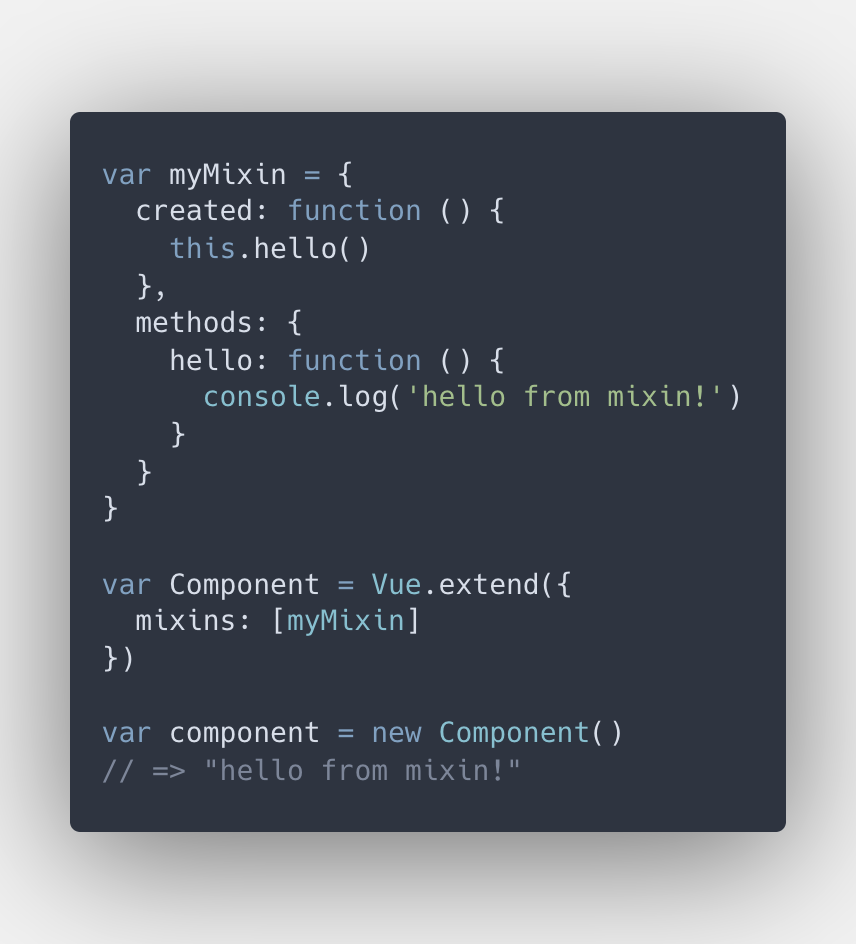 var myMixin = {
  created: function () {
    this.hello()
  },
  methods: {
    hello: function () {
      console.log('hello from mixin!')
    }
  }
}

var Component = Vue.extend({
  mixins: [myMixin]
})

var component = new Component()
// => "hello from mixin!"